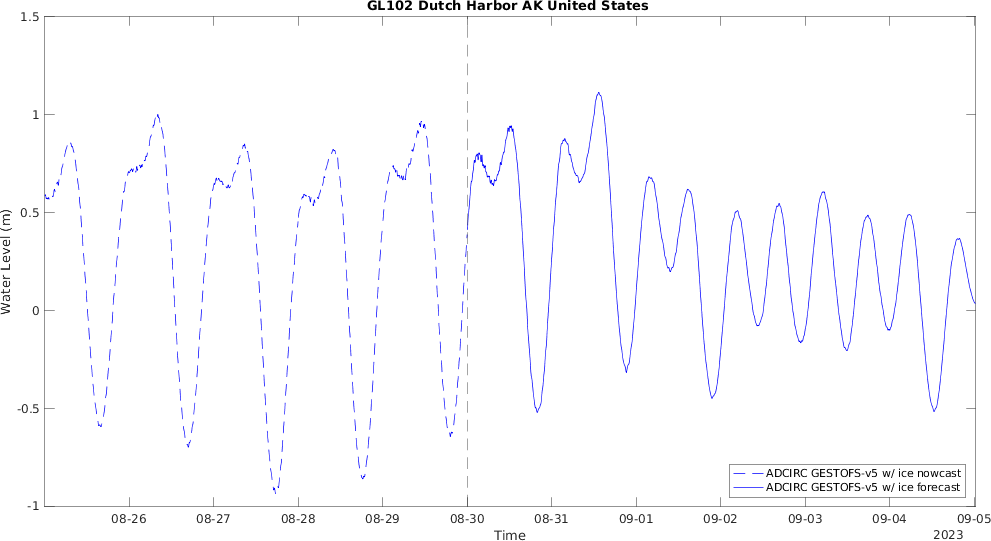 GL102 Dutch Harbor AK United States
1.5
1
0.5
0
-0.5
-1
Water Level (m)
ADCIRC GESTOFS-v5 w/ ice nowcast
ADCIRC GESTOFS-v5 w/ ice forecast
08-26 08-27 08-28 08-29 08-30 08-31 09-01 09-02 09-03 09-04 09-05
Time
2023